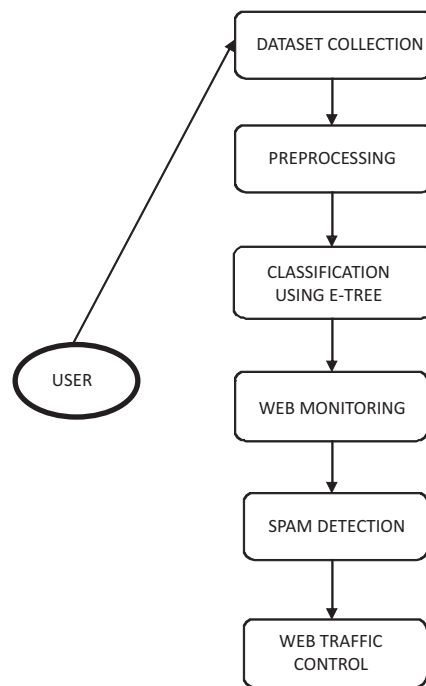 DATASET COLLECTION
PREPROCESSING
CLASSIFICATION
USING E-TREE
USER
WEB MONITORING
SPAM DETECTION
WEB TRAFFIC
CONTROL